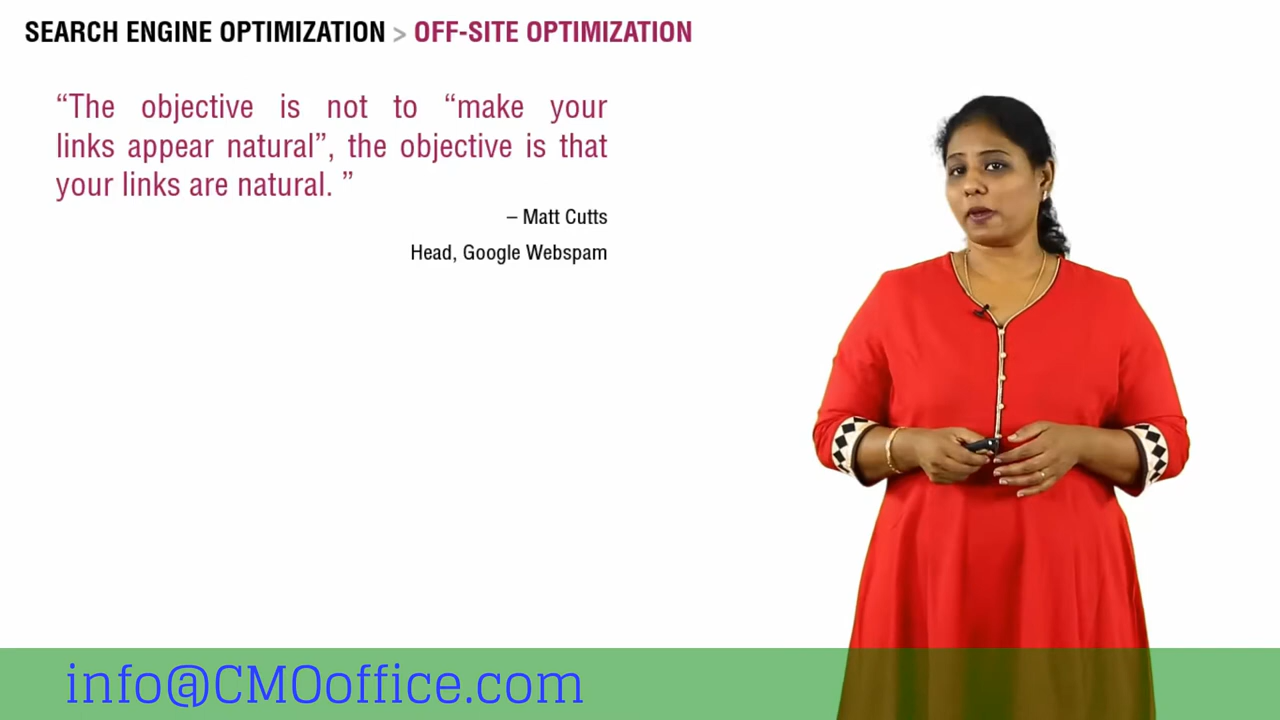 SEARCH ENGINE OPTIMIZATION > OFF-SITE OPTIMIZATION
“The objective is not to “make your
links appear natural”, the objective is that
your links are natural. ”
– Matt Cutts
Head, Google Webspam
info@CMOoffice.com